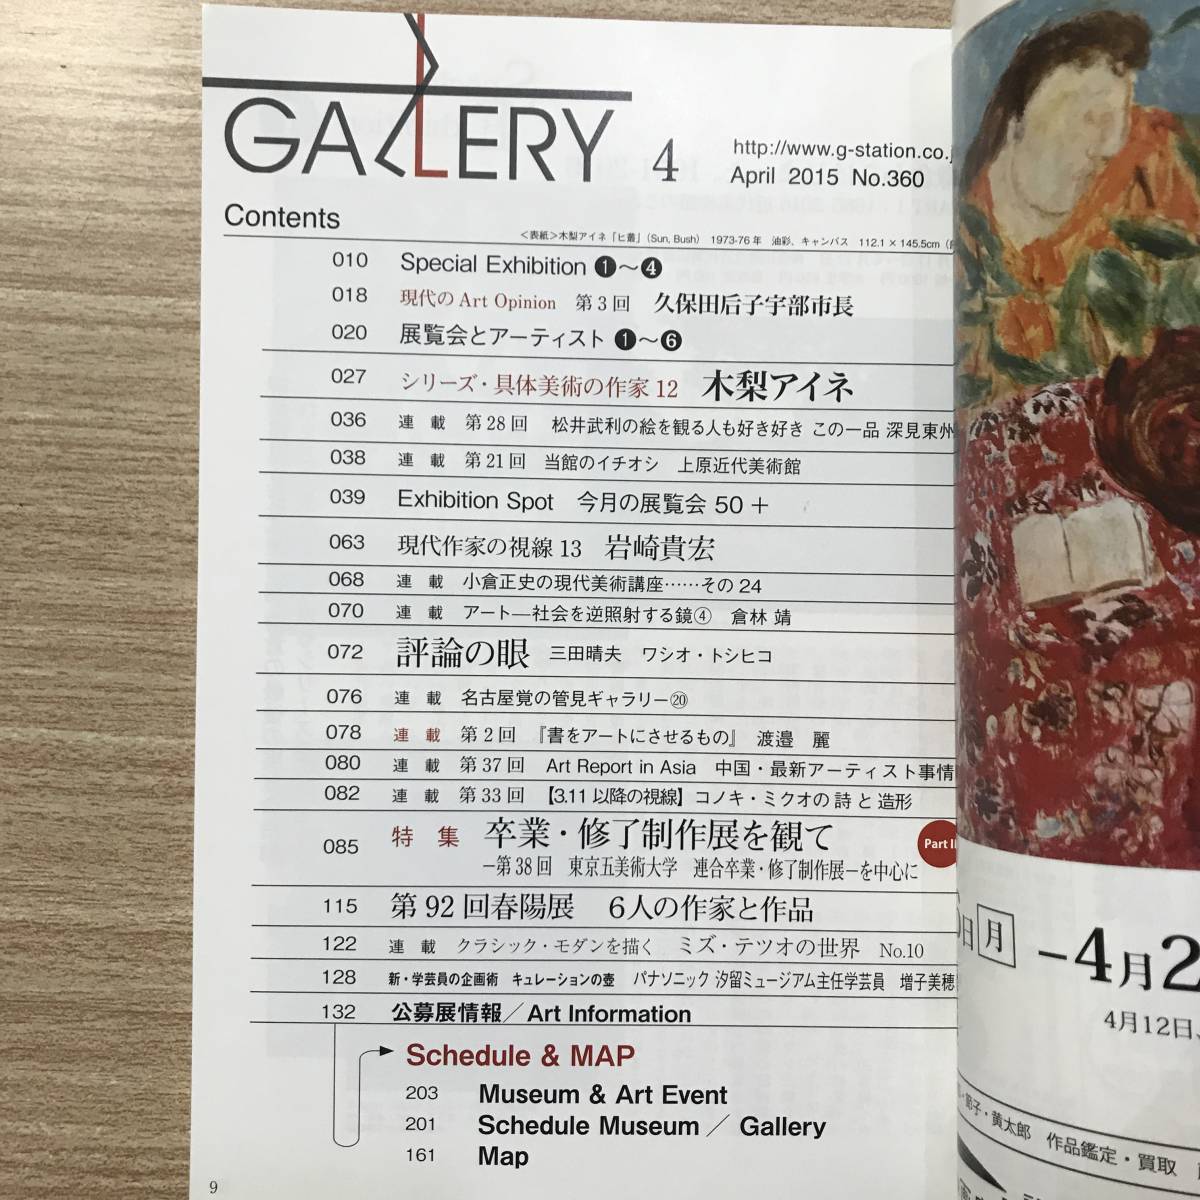 GALLERY 4
http://www.g-station.co.j
April 2015 No.360
Contents
＜表紙＞木梨アイネ「ヒ叢」（Sun, Bush） 1973-76年 油彩、キャンバス 112.1 × 145.5cm
010 Special Exhibition ❶〜❹
018 現代の Art Opinion 第3回 久保田后子宇部市長
020 展覧会とアーティスト ❶〜❻
027 シリーズ・具体美術の作家 12 木梨アイネ
036 連載 第28回 松井武利の絵を観る人も好き好き この一品 深見東州
038 連載 第21回 当館のイチオシ 上原近代美術館
039 Exhibition Spot 今月の展覧会 50＋
063 現代作家の視線 13 岩崎貴宏
068 連載 小倉正史の現代美術講座……その24
070 連載 アート―社会を逆照射する鏡④ 倉林 靖
072 評論の眼 三田晴夫 ワシオ・トシヒコ
076 連載 名古屋覚の管見ギャラリー⑳
078 連載 第2回 『書をアートにさせるもの』 渡邉 麗
080 連載 第37回 Art Report in Asia 中国・最新アーティスト事情
082 連載 第33回 【3.11以降の視線】コノキ・ミクオの 詩 と 造形
085 特集 卒業・修了制作展を観て Part II
−第38回 東京五美術大学 連合卒業・修了制作展−を中心に
115 第92回春陽展 6人の作家と作品
122 連載 クラシック・モダンを描く ミズ・テツオの世界 No.10
128 新・学芸員の企画術 キュレーションの壺 パナソニック 汐留ミュージアム主任学芸員 増子美穂
132 公募展情報／Art Information
Schedule & MAP
203 Museum & Art Event
201 Schedule Museum／Gallery
161 Map
9
日月−4月2
4月12日、
節子・黄太郎 作品鑑定・買取